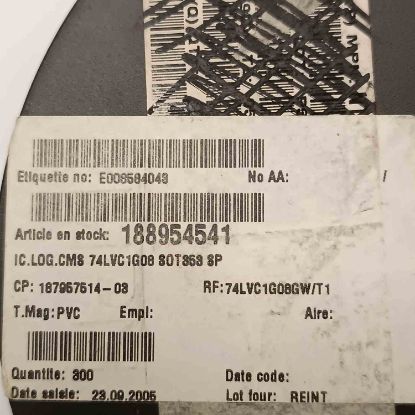 Etiquette no: E008584043 No AA: /
Article en stock: 188954541
IC.LOG.CMS 74LVC1G08 SOT353 SP
CP: 187957614-03 RF:74LVC1G08GW/T1
T.Mag:PVC Empl: Aire:
Quantite: 300 Date code:
Date saisie: 23.09.2005 Lot four: REINT